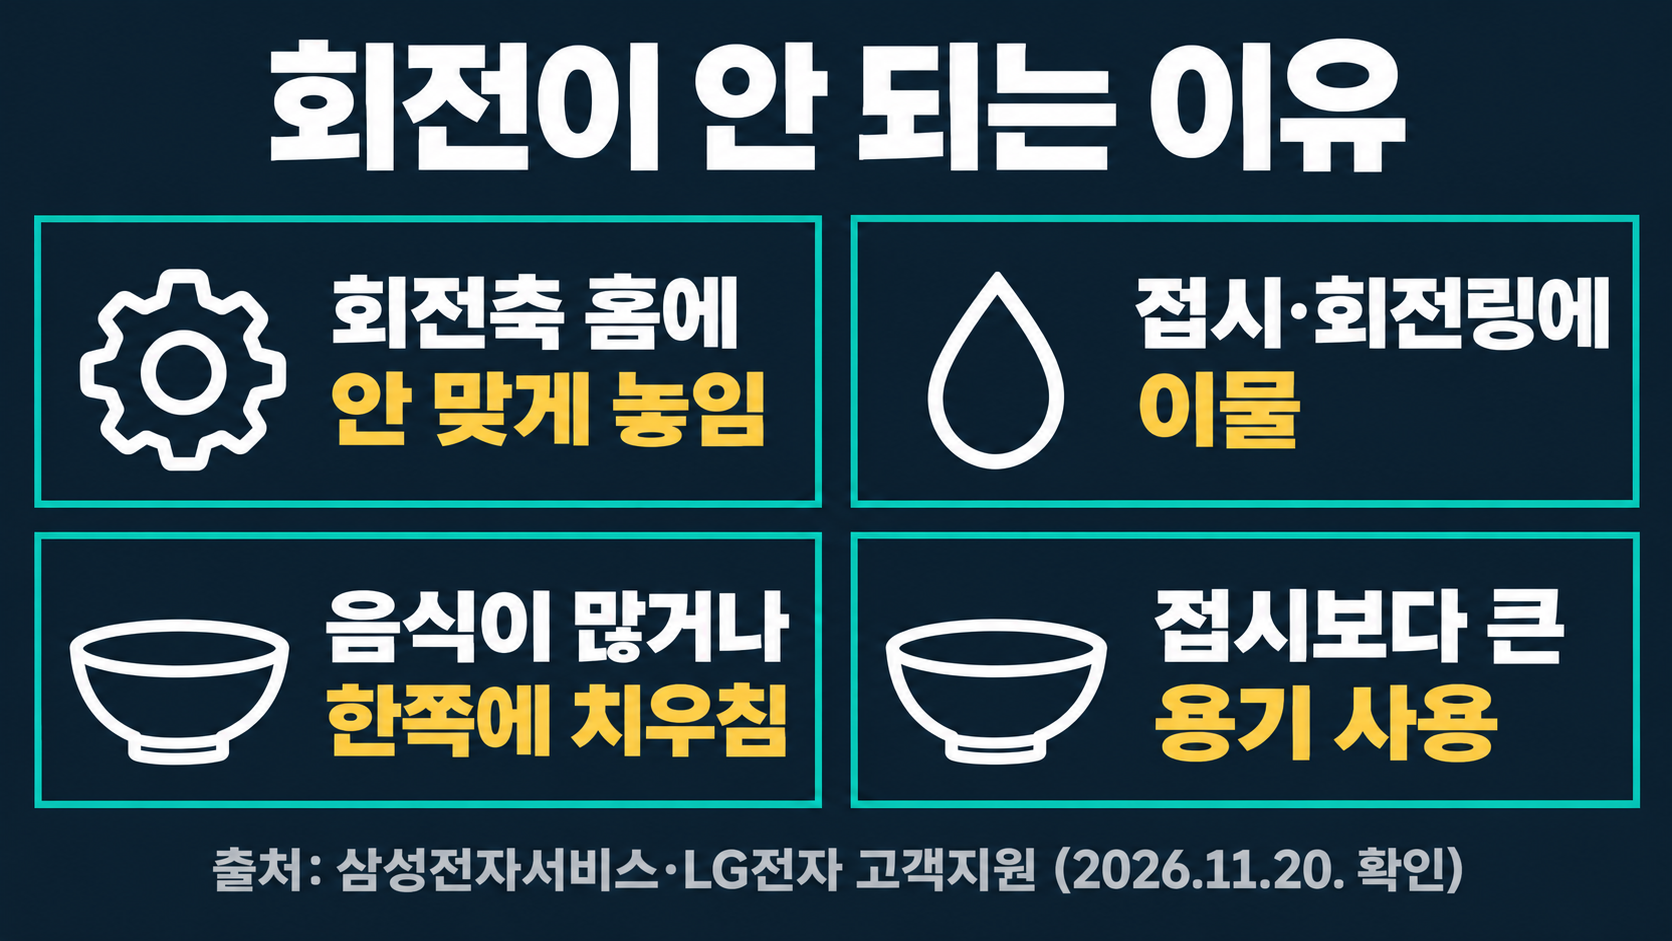 회전이 안 되는 이유
회전축 홈에
안 맞게 놓임
접시·회전링에
이물
음식이 많거나
한쪽에 치우침
접시보다 큰
용기 사용
출처: 삼성전자서비스·LG전자 고객지원 (2026.11.20. 확인)